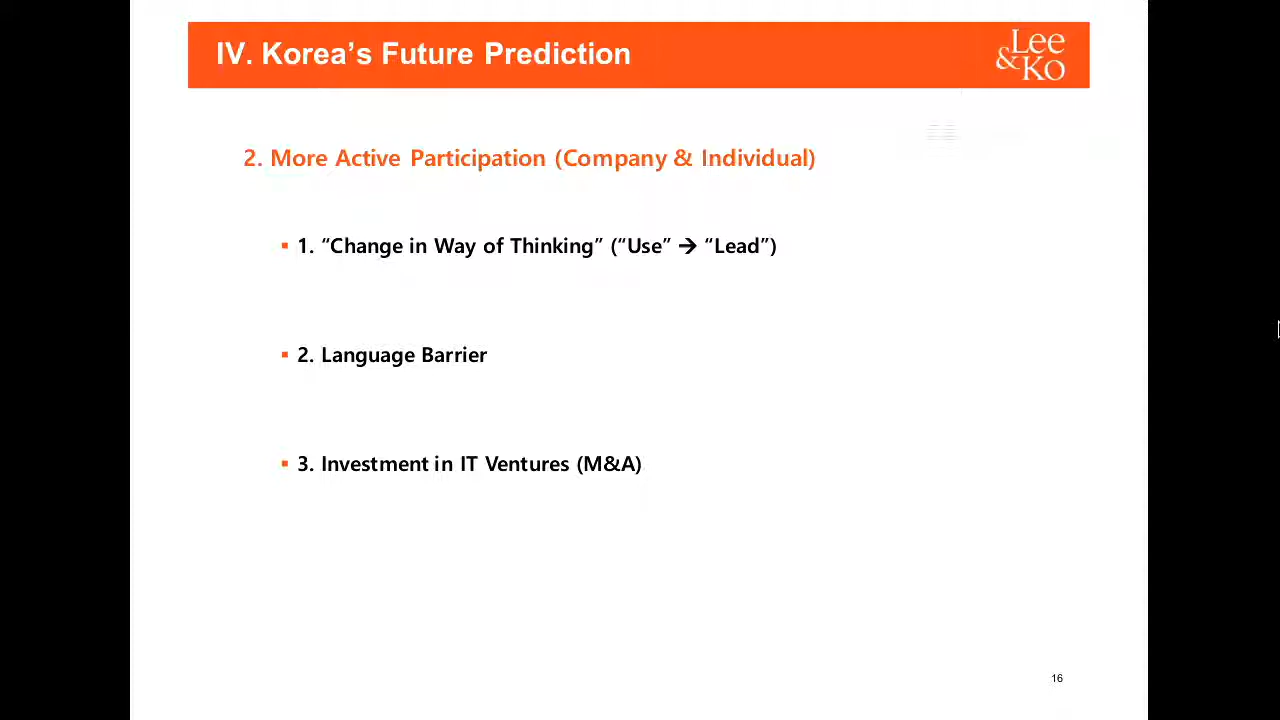 IV. Korea’s Future Prediction
Lee
&Ko
2. More Active Participation (Company & Individual)
▪ 1. “Change in Way of Thinking” (“Use” → “Lead”)
▪ 2. Language Barrier
▪ 3. Investment in IT Ventures (M&A)
16